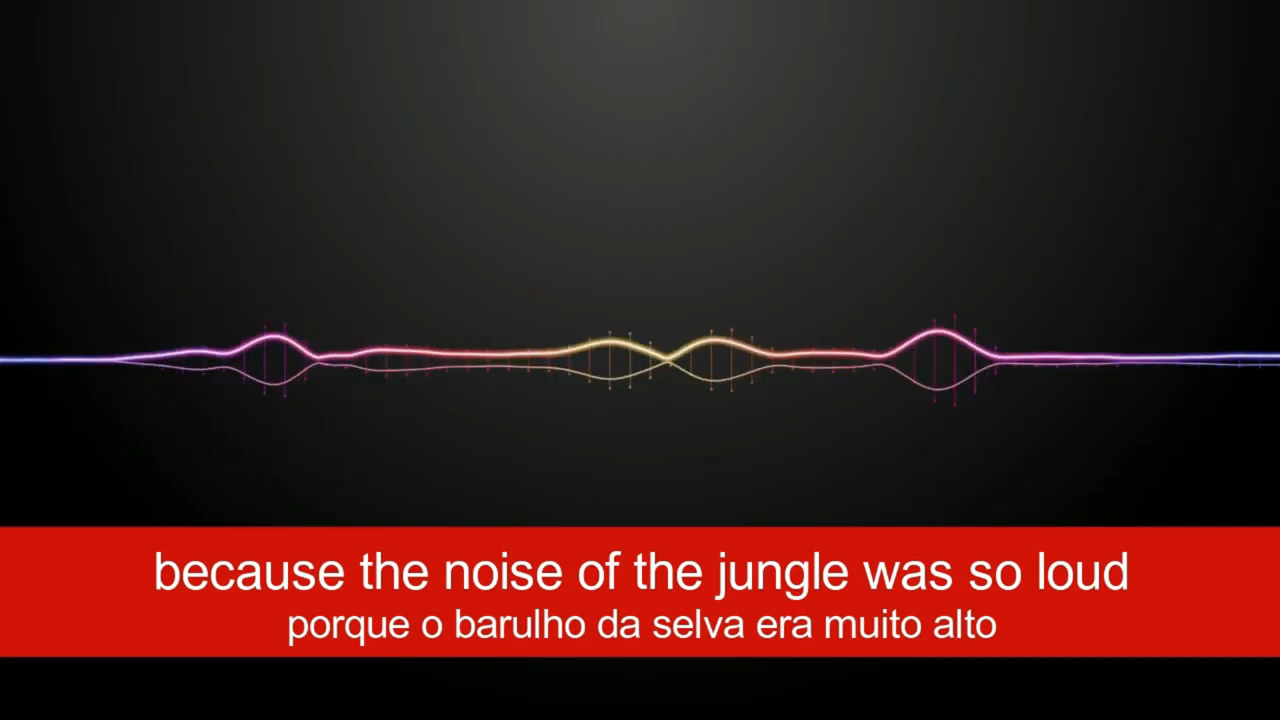 because the noise of the jungle was so loud
porque o barulho da selva era muito alto